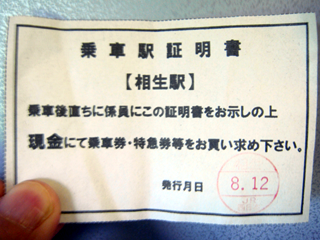 乗車駅証明書
【相生駅】
乗車後直ちに係員にこの証明書をお示しの上
現金にて乗車券・特急券等をお買い求め下さい。
発行月日 8.12